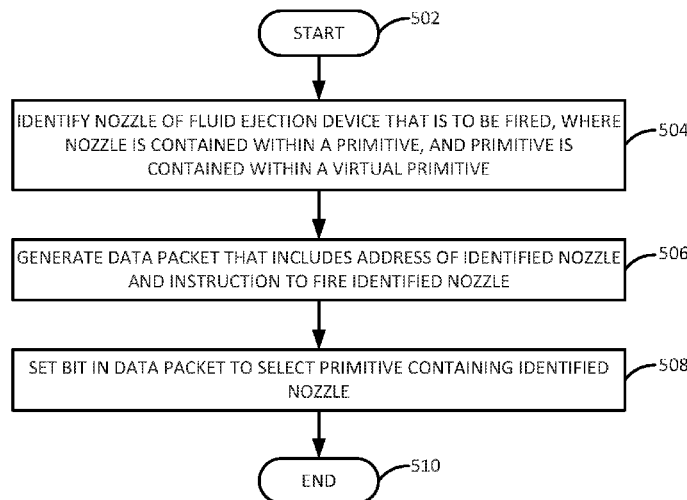 START
502
IDENTIFY NOZZLE OF FLUID EJECTION DEVICE THAT IS TO BE FIRED, WHERE
NOZZLE IS CONTAINED WITHIN A PRIMITIVE, AND PRIMITIVE IS
CONTAINED WITHIN A VIRTUAL PRIMITIVE
504
GENERATE DATA PACKET THAT INCLUDES ADDRESS OF IDENTIFIED NOZZLE
AND INSTRUCTION TO FIRE IDENTIFIED NOZZLE
506
SET BIT IN DATA PACKET TO SELECT PRIMITIVE CONTAINING IDENTIFIED
NOZZLE
508
END
510